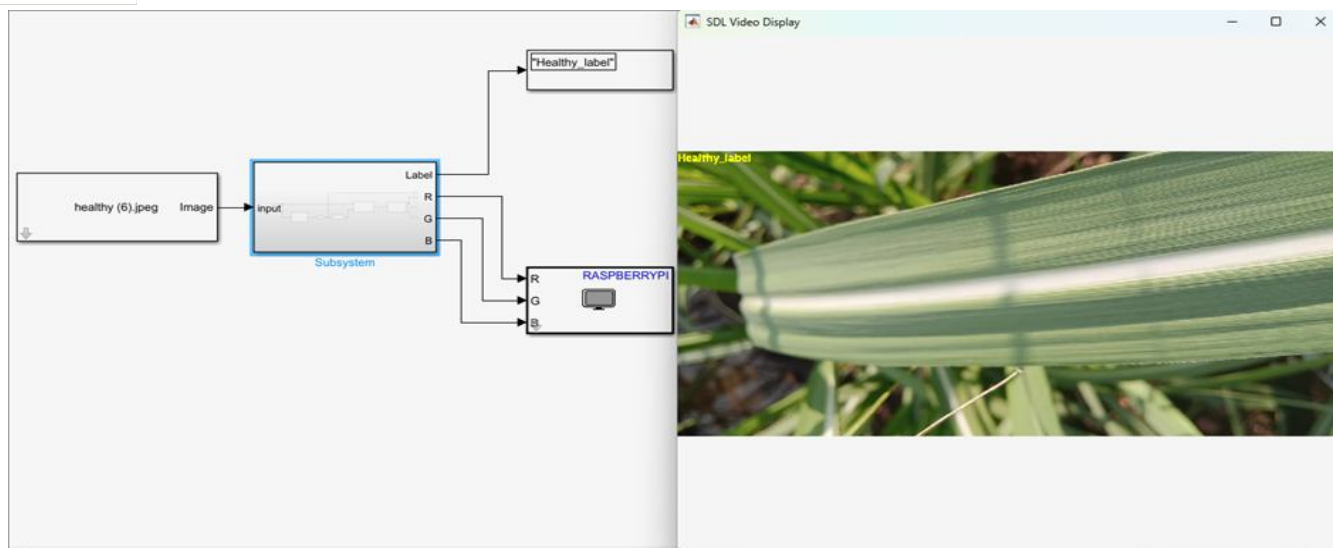 SDL Video Display
"Healthy_label"
Healthy_label
healthy (6).jpeg Image
input
Label
R
G
B
Subsystem
RASPBERRYPI
R
G
B